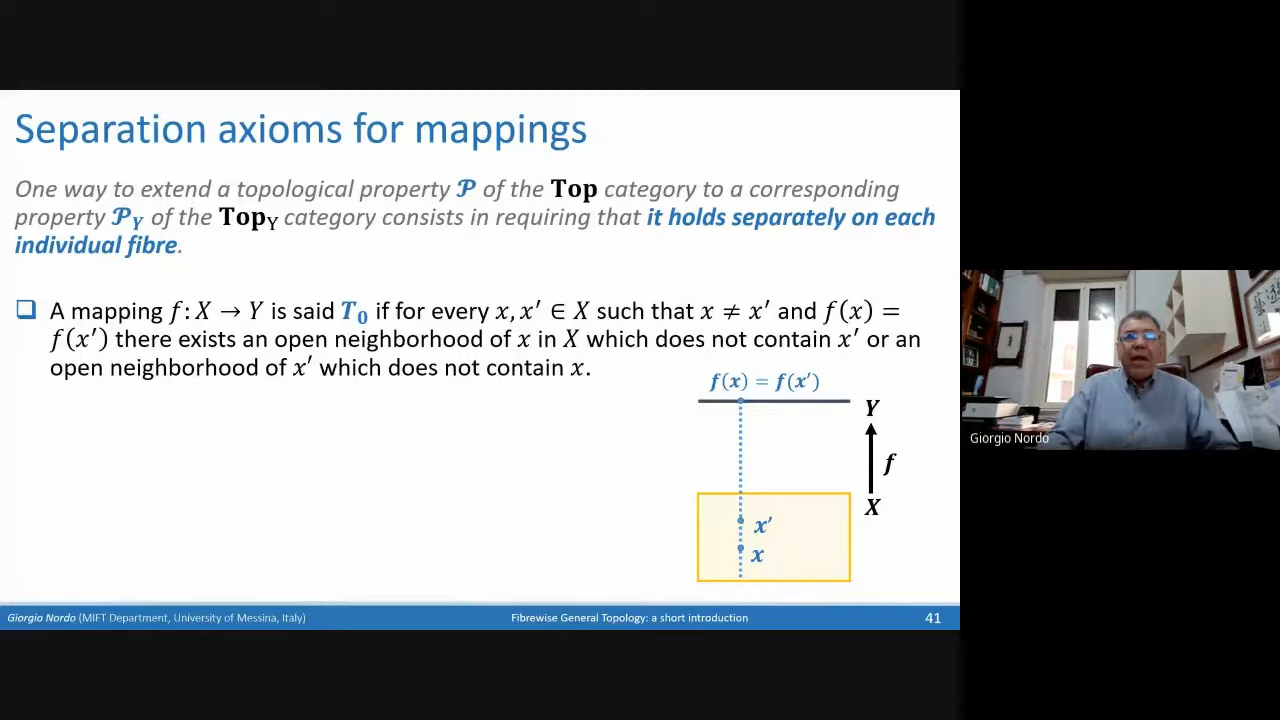 Separation axioms for mappings
One way to extend a topological property 𝓟 of the Top category to a corresponding
property 𝓟_Y of the Top_Y category consists in requiring that it holds separately on each
individual fibre.
❑ A mapping f: X → Y is said T₀ if for every x, x′ ∈ X such that x ≠ x′ and f(x) =
f(x′) there exists an open neighborhood of x in X which does not contain x′ or an
open neighborhood of x′ which does not contain x.
f(x) = f(x′)
Y
f
X
x′
x
Giorgio Nordo
Giorgio Nordo (MIFT Department, University of Messina, Italy)
Fibrewise General Topology: a short introduction
41